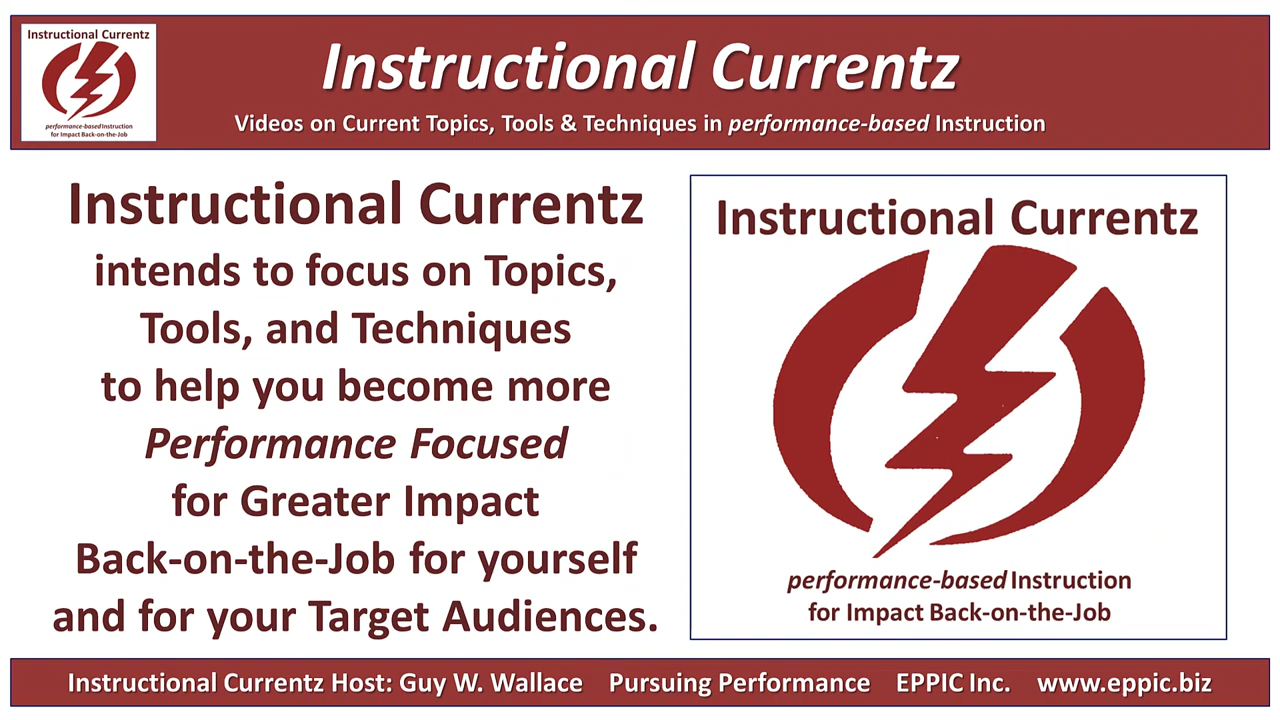 Instructional Currentz
performance-based Instruction
for Impact Back-on-the-Job
Instructional Currentz
Videos on Current Topics, Tools & Techniques in performance-based Instruction
Instructional Currentz
intends to focus on Topics,
Tools, and Techniques
to help you become more
Performance Focused
for Greater Impact
Back-on-the-Job for yourself
and for your Target Audiences.
Instructional Currentz
performance-based Instruction
for Impact Back-on-the-Job
Instructional Currentz Host: Guy W. Wallace Pursuing Performance EPPIC Inc. www.eppic.biz